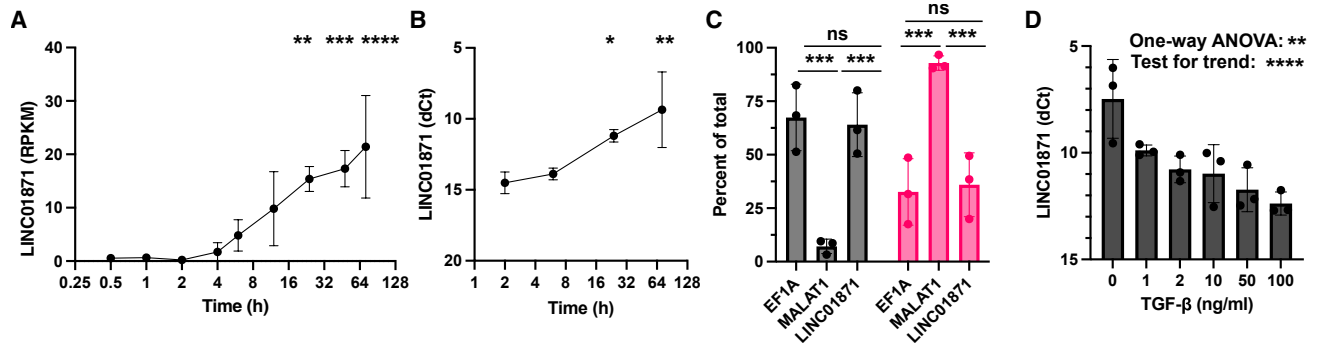 A
LINC01871 (RPKM)
40
30
20
10
0
** *** ****
0.25 0.5 1 2 4 8 16 32 64 128
Time (h)
B
LINC01871 (dCt)
5
10
15
20
* **
1 2 4 8 16 32 64 128
Time (h)
C
Percent of total
100
75
50
25
0
ns
*** ***
ns
*** ***
EF1A
MALAT1
LINC01871
EF1A
MALAT1
LINC01871
D
LINC01871 (dCt)
5
10
15
One-way ANOVA: **
Test for trend: ****
0 1 2 10 50 100
TGF-β (ng/ml)